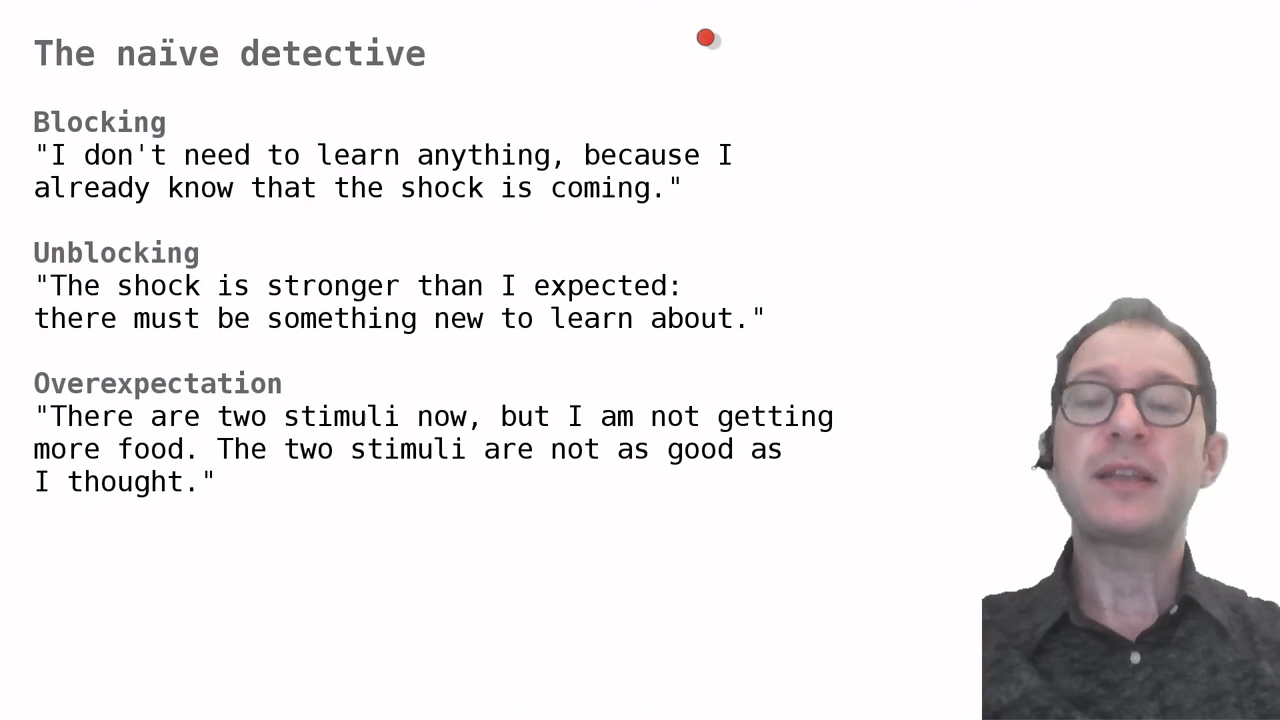 The naïve detective
Blocking
"I don't need to learn anything, because I
already know that the shock is coming."
Unblocking
"The shock is stronger than I expected:
there must be something new to learn about."
Overexpectation
"There are two stimuli now, but I am not getting
more food. The two stimuli are not as good as
I thought."